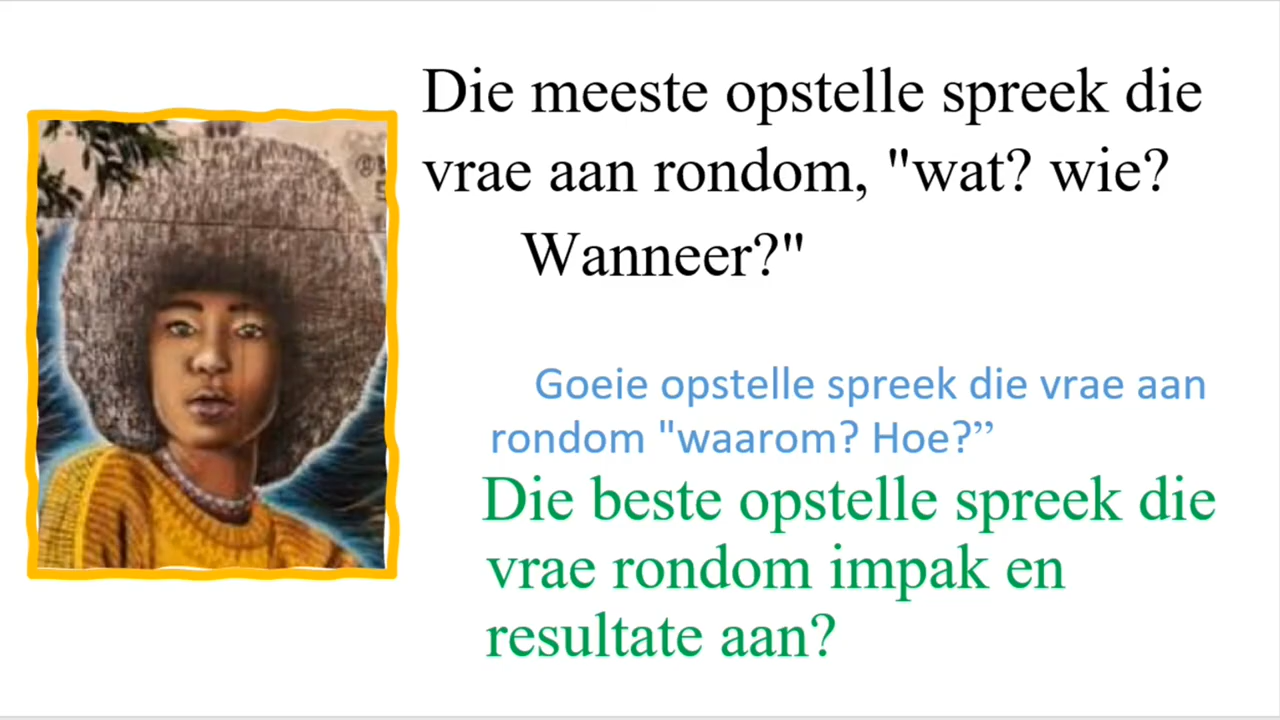 Die meeste opstelle spreek die
vrae aan rondom, "wat? wie?
Wanneer?"
Goeie opstelle spreek die vrae aan
rondom "waarom? Hoe?”
Die beste opstelle spreek die
vrae rondom impak en
resultate aan?